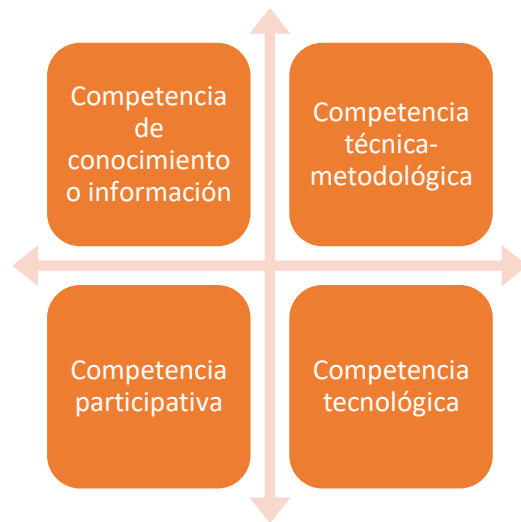 Competencia
de
conocimiento
o información
Competencia
técnica-
metodológica
Competencia
participativa
Competencia
tecnológica